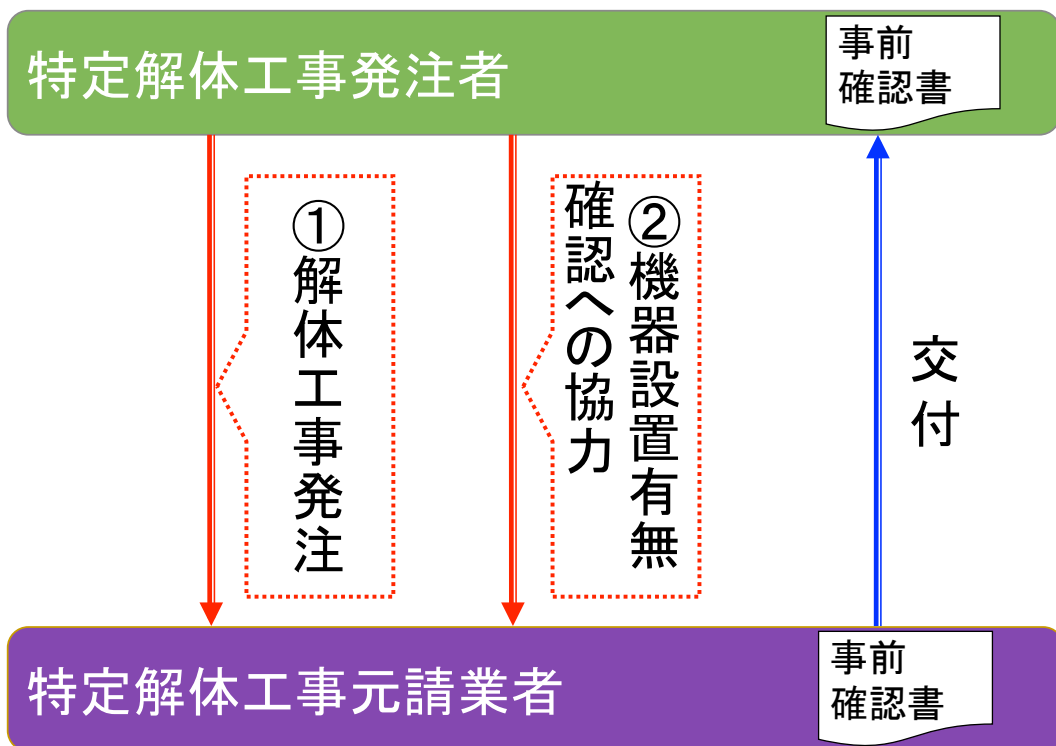 特定解体工事発注者
事前
確認書
①解体工事発注
②機器設置有無
確認への協力
交付
特定解体工事元請業者
事前
確認書